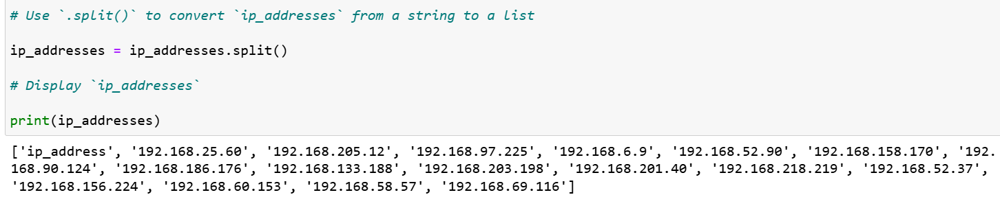 # Use `.split()` to convert `ip_addresses` from a string to a list
ip_addresses = ip_addresses.split()
# Display `ip_addresses`
print(ip_addresses)
['ip_address', '192.168.25.60', '192.168.205.12', '192.168.97.225', '192.168.6.9', '192.168.52.90', '192.168.158.170', '192.
168.90.124', '192.168.186.176', '192.168.133.188', '192.168.203.198', '192.168.201.40', '192.168.218.219', '192.168.52.37',
'192.168.156.224', '192.168.60.153', '192.168.58.57', '192.168.69.116']